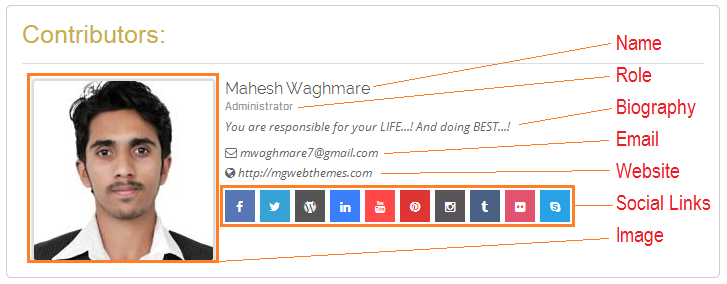 Contributors:
Mahesh Waghmare
Administrator
You are responsible for your LIFE...! And doing BEST...!
mwaghmare7@gmail.com
http://mgwebthemes.com
Name
Role
Biography
Email
Website
Social Links
Image